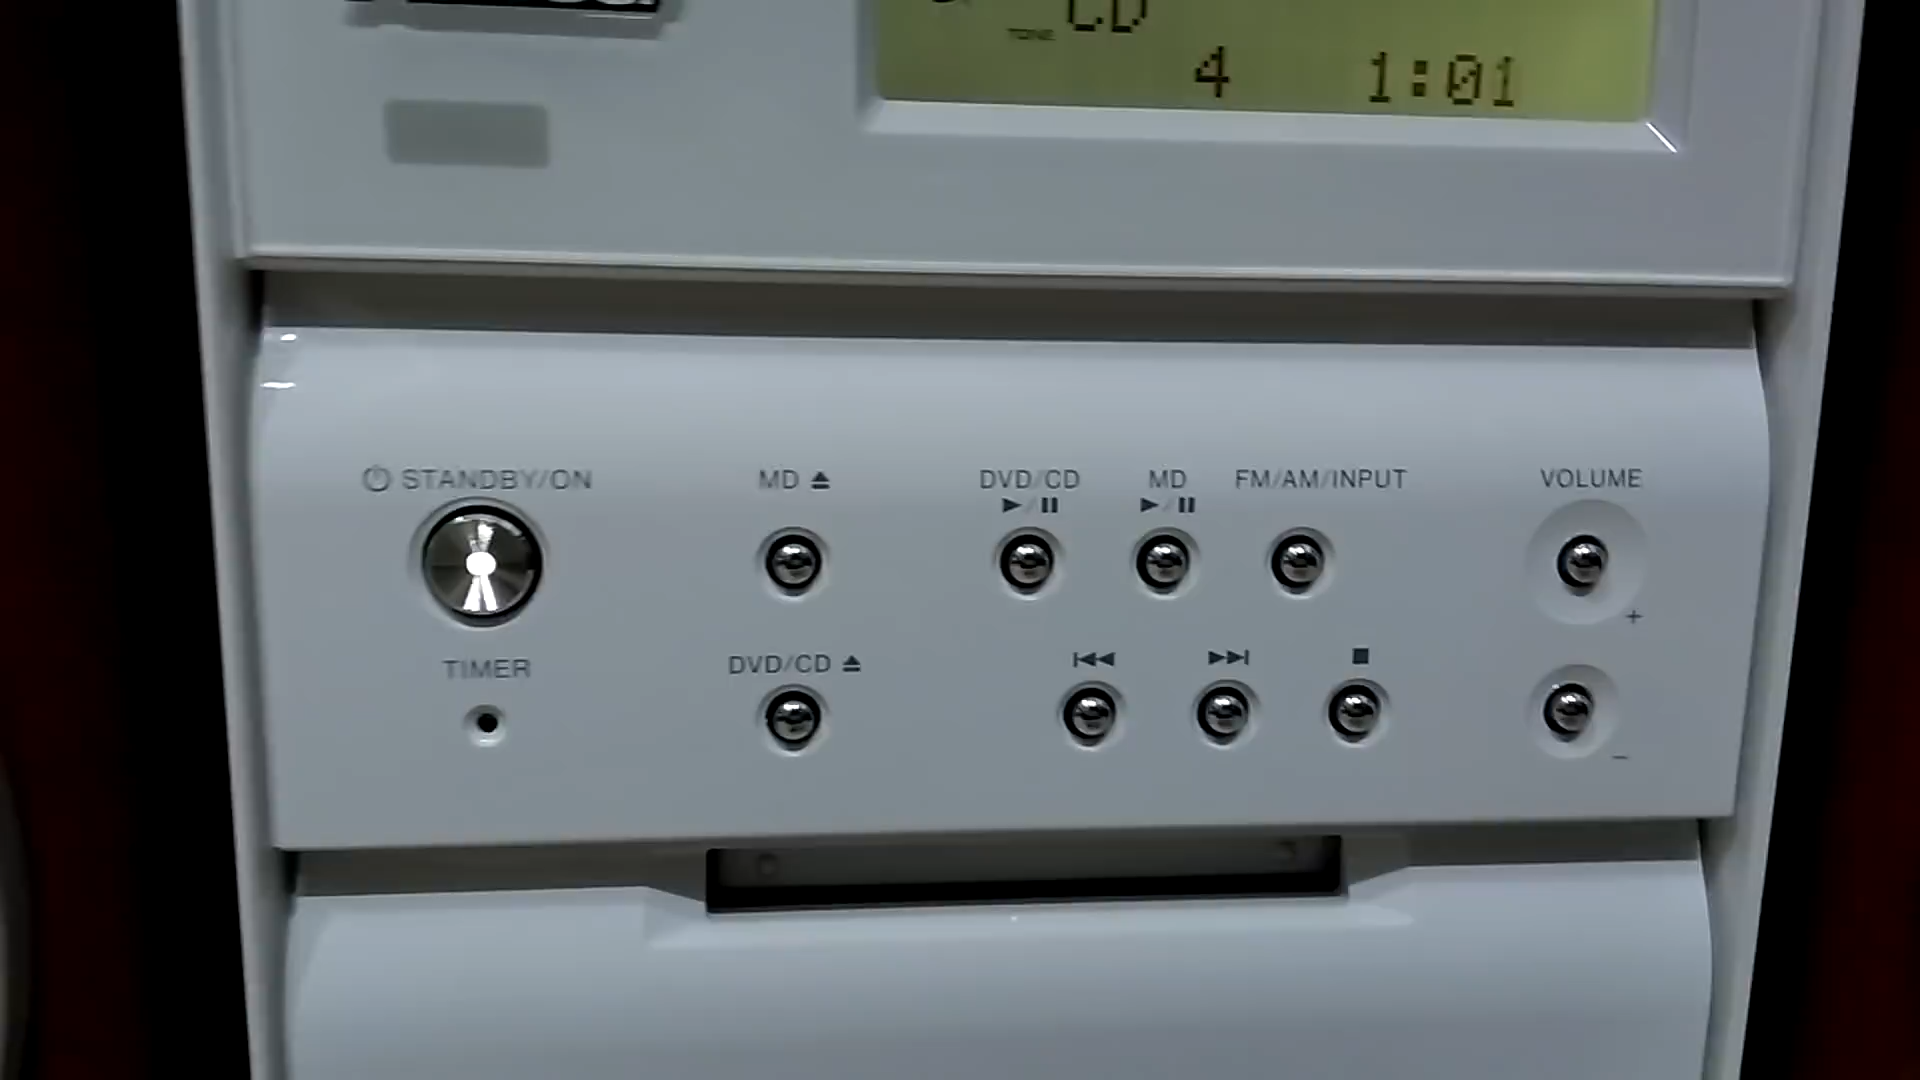 CD
TONE
4 1:01
STANDBY/ON
MD ⏏
DVD/CD
►/II
MD
►/II
FM/AM/INPUT
VOLUME
+
TIMER
DVD/CD ⏏
I◄◄
►►I
■
−